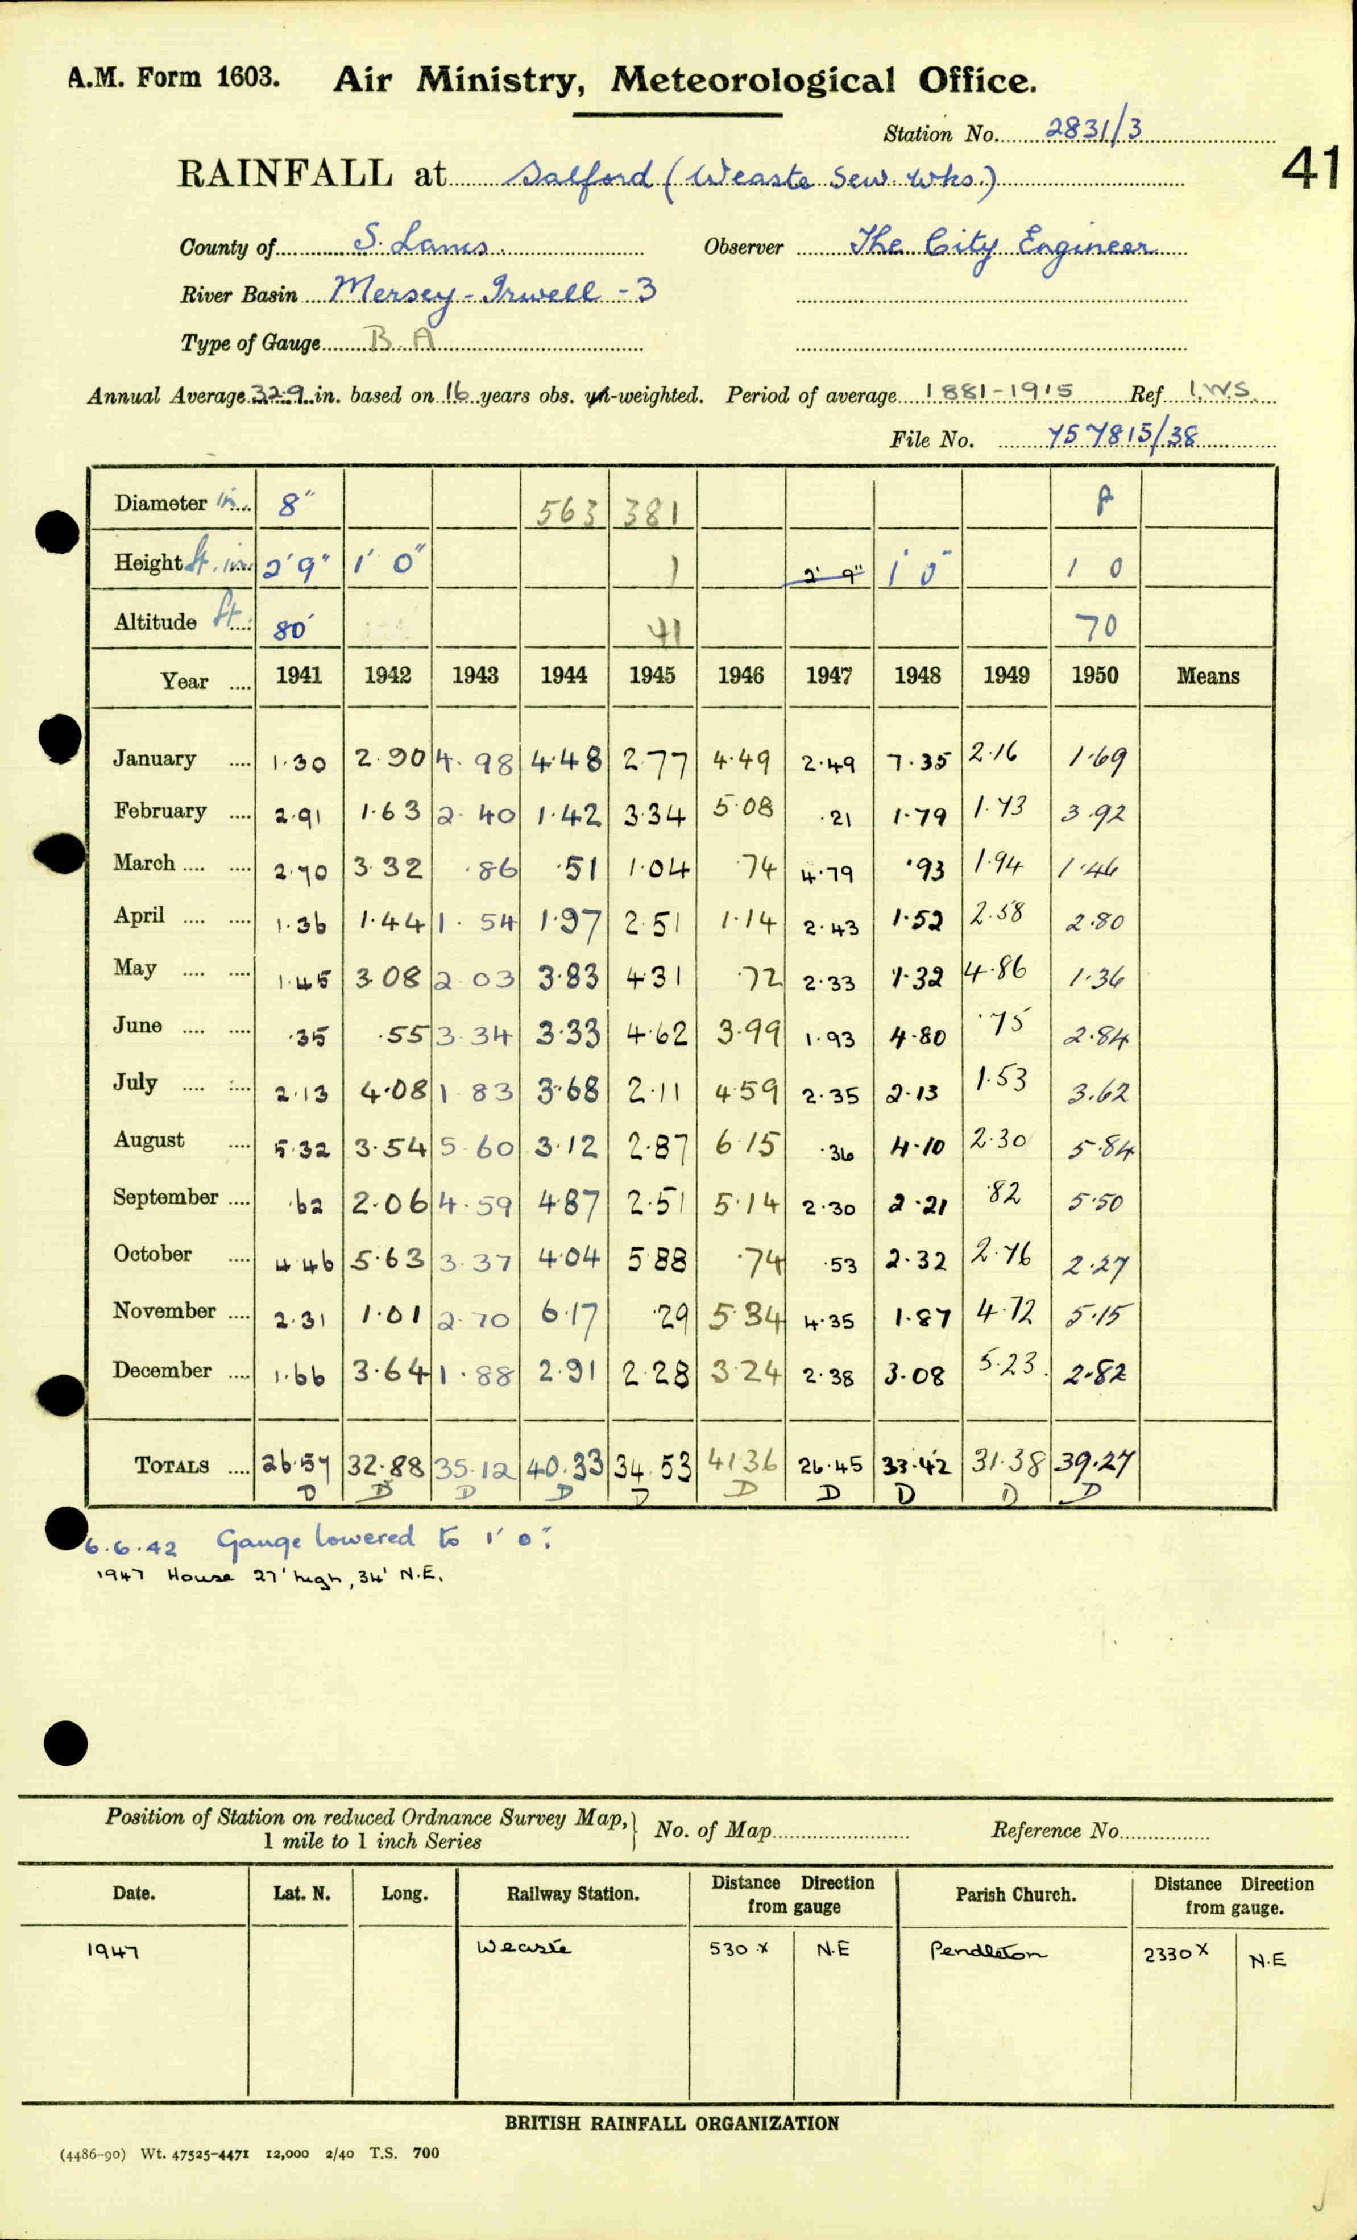 A.M. Form 1603. Air Ministry, Meteorological Office.
Station No. 2831/3
41
RAINFALL at Salford (Weaste Sew. Wks.)
County of S. Lancs. Observer The City Engineer
River Basin Mersey-Irwell - 3
Type of Gauge B. A
Annual Average 32.9 in. based on 16 years obs. un-weighted. Period of average 1881-1915 Ref I.W.S.
File No. 757815/38
Diameter in. 8" 563 381 8
Height ft. in. 2' 9" 1' 0" 1 2' 9" 1' 0" 1 0
Altitude ft. 80' 41 70
Year .... 1941 1942 1943 1944 1945 1946 1947 1948 1949 1950 Means
January .... 1.30 2.90 4.98 4.48 2.77 4.49 2.49 7.35 2.16 1.69
February .... 2.91 1.63 2.40 1.42 3.34 5.08 .21 1.79 1.73 3.92
March .... .... 2.70 3.32 .86 .51 1.04 .74 4.79 .93 1.94 1.46
April .... .... 1.36 1.44 1.54 1.97 2.51 1.14 2.43 1.52 2.58 2.80
May .... .... 1.45 3.08 2.03 3.83 4.31 .72 2.33 1.32 4.86 1.36
June .... .... .35 .55 3.34 3.33 4.62 3.99 1.93 4.80 .75 2.84
July .... .... 2.13 4.08 1.83 3.68 2.11 4.59 2.35 2.13 1.53 3.62
August .... 5.32 3.54 5.60 3.12 2.87 6.15 .36 4.10 2.30 5.84
September .... .62 2.06 4.59 4.87 2.51 5.14 2.30 2.21 .82 5.50
October .... 4.46 5.63 3.37 4.04 5.88 .74 .53 2.32 2.76 2.27
November .... 2.31 1.01 2.70 6.17 .29 5.34 4.35 1.87 4.72 5.15
December .... 1.66 3.64 1.88 2.91 2.28 3.24 2.38 3.08 5.23 2.82
TOTALS .... 26.57 32.88 35.12 40.33 34.53 41.36 26.45 33.42 31.38 39.27
D D D D D D D D D D
6.6.42 Gauge lowered to 1' 0".
1947 House 27' high, 34' N.E.
Position of Station on reduced Ordnance Survey Map, } No. of Map Reference No.
1 mile to 1 inch Series
Date. Lat. N. Long. Railway Station. Distance from gauge Direction Parish Church. Distance from gauge. Direction
1947 Weaste 530 x N.E Pendleton 2330 x N.E
BRITISH RAINFALL ORGANIZATION
(4486-90) Wt. 47525-4471 12,000 2/40 T.S. 700